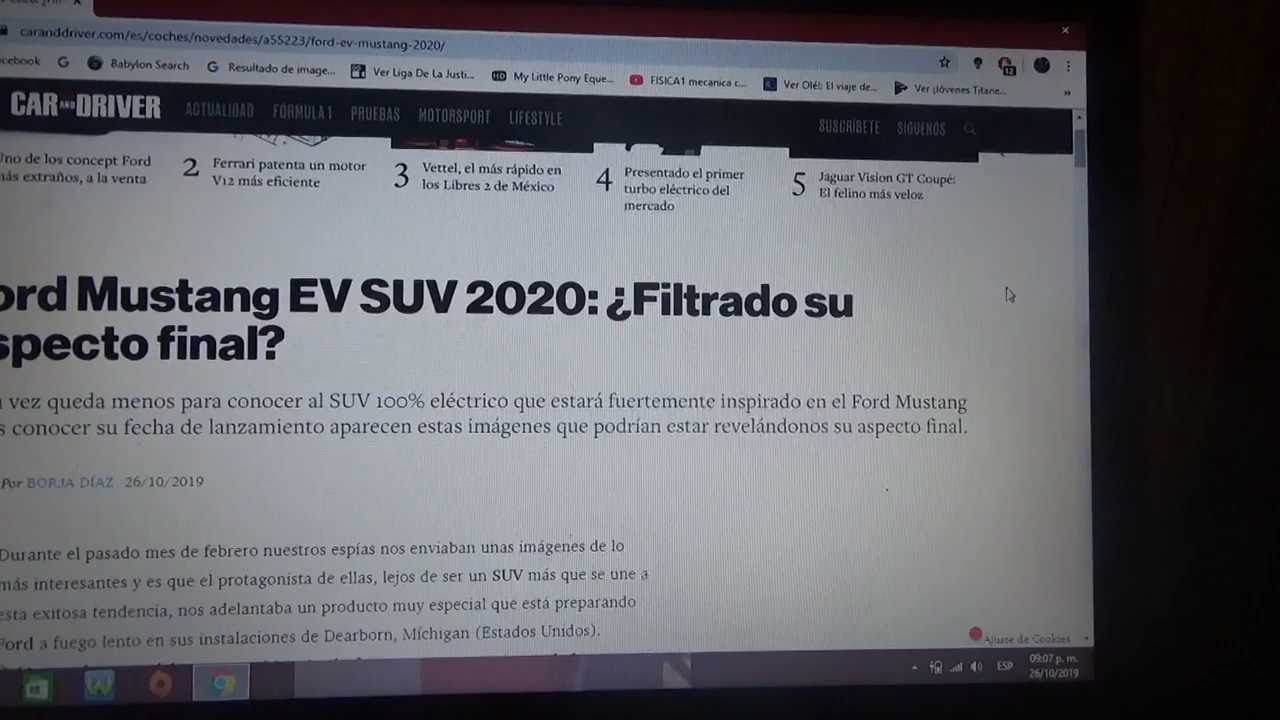 caranddriver.com/es/coches/novedades/a55223/ford-ev-mustang-2020/
cebook
Babylon Search
Resultado de image...
Ver Liga De La Justi...
My Little Pony Eque...
FISICA1 mecanica c...
Ver Olé!; El viaje de...
Ver ¡Jóvenes Titane...
CAR AND DRIVER
ACTUALIDAD FÓRMULA 1 PRUEBAS MOTORSPORT LIFESTYLE
SUSCRÍBETE SÍGUENOS
Uno de los concept Ford
más extraños, a la venta
2 Ferrari patenta un motor
V12 más eficiente
3 Vettel, el más rápido en
los Libres 2 de México
4 Presentado el primer
turbo eléctrico del
mercado
5 Jaguar Vision GT Coupé:
El felino más veloz
ord Mustang EV SUV 2020: ¿Filtrado su
specto final?
a vez queda menos para conocer al SUV 100% eléctrico que estará fuertemente inspirado en el Ford Mustang
s conocer su fecha de lanzamiento aparecen estas imágenes que podrían estar revelándonos su aspecto final.
Por BORJA DÍAZ 26/10/2019
Durante el pasado mes de febrero nuestros espías nos enviaban unas imágenes de lo
más interesantes y es que el protagonista de ellas, lejos de ser un SUV más que se une a
esta exitosa tendencia, nos adelantaba un producto muy especial que está preparando
Ford a fuego lento en sus instalaciones de Dearborn, Míchigan (Estados Unidos).
Ajuste de Cookies
ESP
09:07 p. m.
26/10/2019